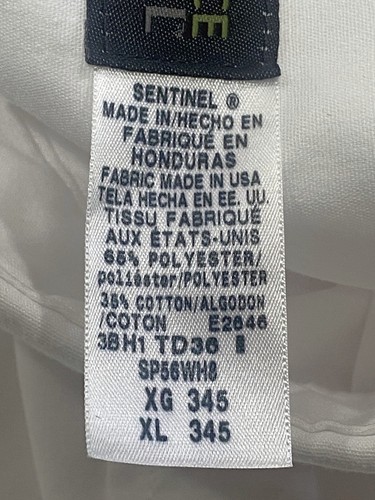 CE
SENTINEL ®
MADE IN/HECHO EN
FABRIQUÉ EN
HONDURAS
FABRIC MADE IN USA
TELA HECHA EN EE. UU.
TISSU FABRIQUÉ
AUX ÉTATS-UNIS
65% POLYESTER/
poliéster/POLYESTER
35% COTTON/ALGODON
/COTON E2646
3BH1 TD36
SP56WH8
XG 345
XL 345